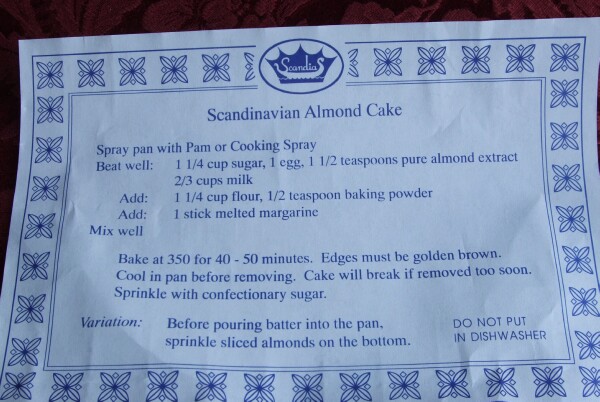 Scandia
Scandinavian Almond Cake
Spray pan with Pam or Cooking Spray
Beat well: 1 1/4 cup sugar, 1 egg, 1 1/2 teaspoons pure almond extract
2/3 cups milk
Add: 1 1/4 cup flour, 1/2 teaspoon baking powder
Add: 1 stick melted margarine
Mix well
Bake at 350 for 40 - 50 minutes. Edges must be golden brown.
Cool in pan before removing. Cake will break if removed too soon.
Sprinkle with confectionary sugar.
Variation: Before pouring batter into the pan,
sprinkle sliced almonds on the bottom.
DO NOT PUT
IN DISHWASHER